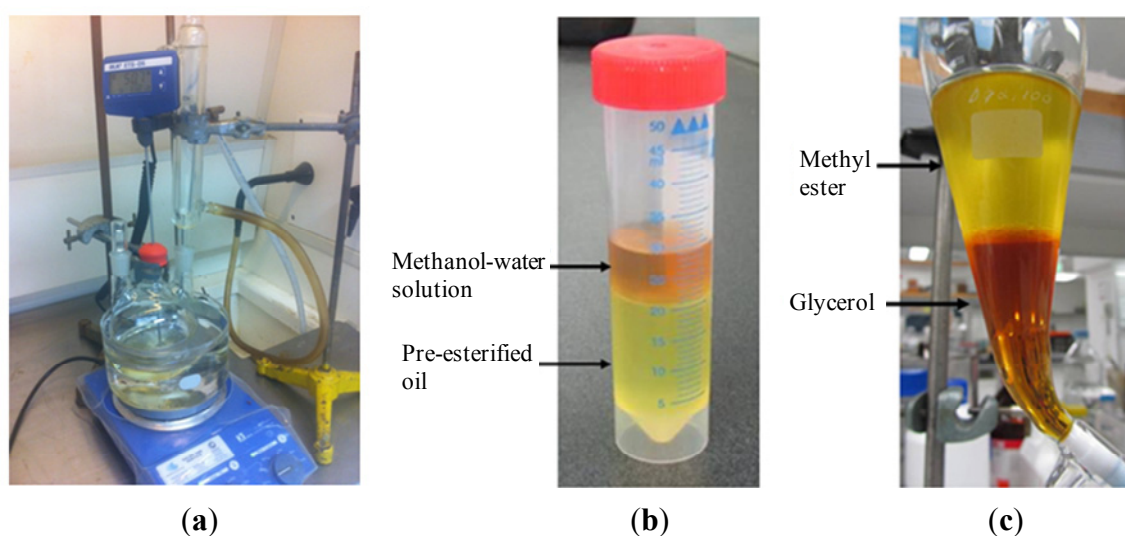 50
45
ml
40
35
30
25
20
15
10
5
Methanol-water
solution
Pre-esterified
oil
Methyl
ester
Glycerol
(a)
(b)
(c)